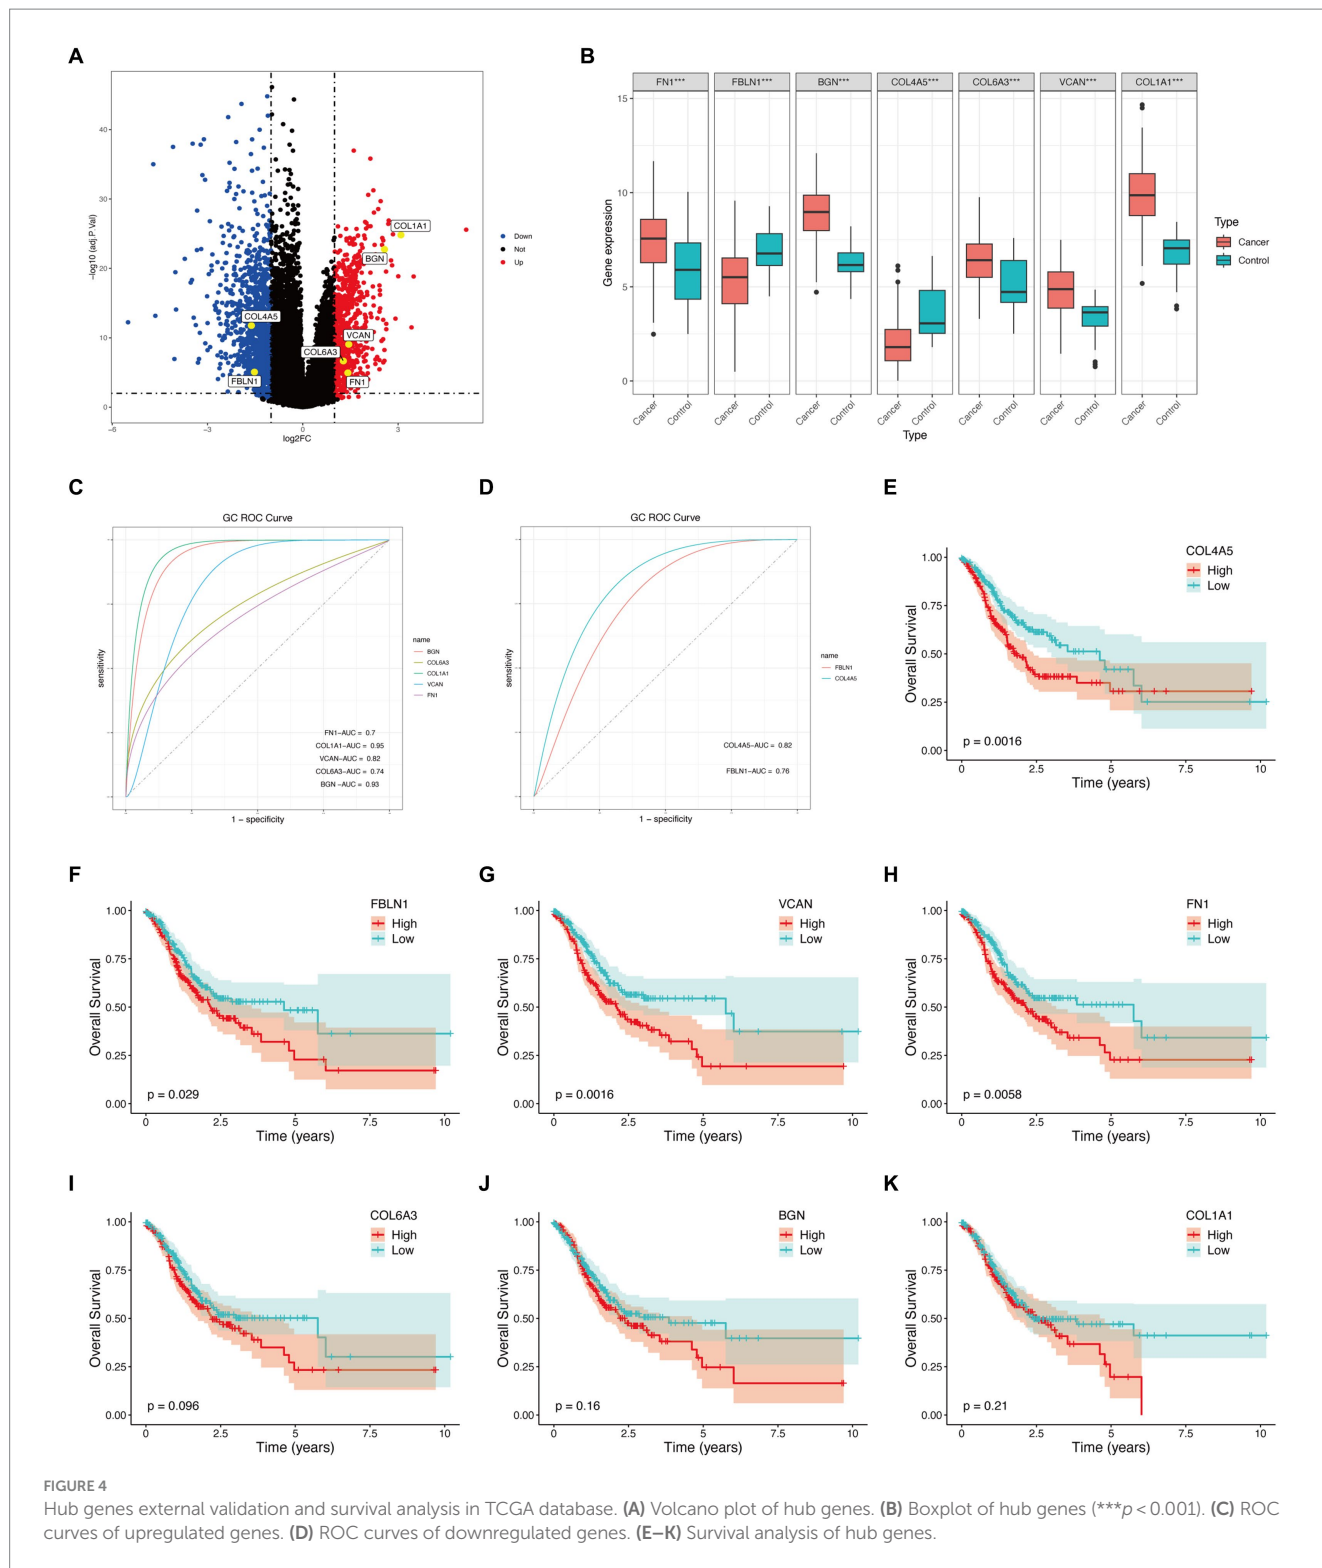 A
−log10 (adj.P.Val)
40
30
20
10
0
−6
−3
0
3
log2FC
COL1A1
BGN
COL4A5
VCAN
COL6A3
FBLN1
FN1
Down
Not
Up
B
FN1***
FBLN1***
BGN***
COL4A5***
COL6A3***
VCAN***
COL1A1***
Gene expression
15
10
5
0
Cancer
Control
Cancer
Control
Cancer
Control
Cancer
Control
Cancer
Control
Cancer
Control
Cancer
Control
Type
Type
Cancer
Control
C
GC ROC Curve
sensitivity
1 − specificity
name
BGN
COL6A3
COL1A1
VCAN
FN1
FN1−AUC = 0.7
COL1A1−AUC = 0.95
VCAN−AUC = 0.82
COL6A3−AUC = 0.74
BGN −AUC = 0.93
D
GC ROC Curve
sensitivity
1 − specificity
name
FBLN1
COL4A5
COL4A5−AUC = 0.82
FBLN1−AUC = 0.76
E
COL4A5
High
Low
Overall Survival
1.00
0.75
0.50
0.25
0.00
p = 0.0016
0 2.5 5 7.5 10
Time (years)
F
FBLN1
High
Low
Overall Survival
1.00
0.75
0.50
0.25
0.00
p = 0.029
0 2.5 5 7.5 10
Time (years)
G
VCAN
High
Low
Overall Survival
1.00
0.75
0.50
0.25
0.00
p = 0.0016
0 2.5 5 7.5 10
Time (years)
H
FN1
High
Low
Overall Survival
1.00
0.75
0.50
0.25
0.00
p = 0.0058
0 2.5 5 7.5 10
Time (years)
I
COL6A3
High
Low
Overall Survival
1.00
0.75
0.50
0.25
0.00
p = 0.096
0 2.5 5 7.5 10
Time (years)
J
BGN
High
Low
Overall Survival
1.00
0.75
0.50
0.25
0.00
p = 0.16
0 2.5 5 7.5 10
Time (years)
K
COL1A1
High
Low
Overall Survival
1.00
0.75
0.50
0.25
0.00
p = 0.21
0 2.5 5 7.5 10
Time (years)
FIGURE 4
Hub genes external validation and survival analysis in TCGA database. (A) Volcano plot of hub genes. (B) Boxplot of hub genes (***p < 0.001). (C) ROC
curves of upregulated genes. (D) ROC curves of downregulated genes. (E–K) Survival analysis of hub genes.